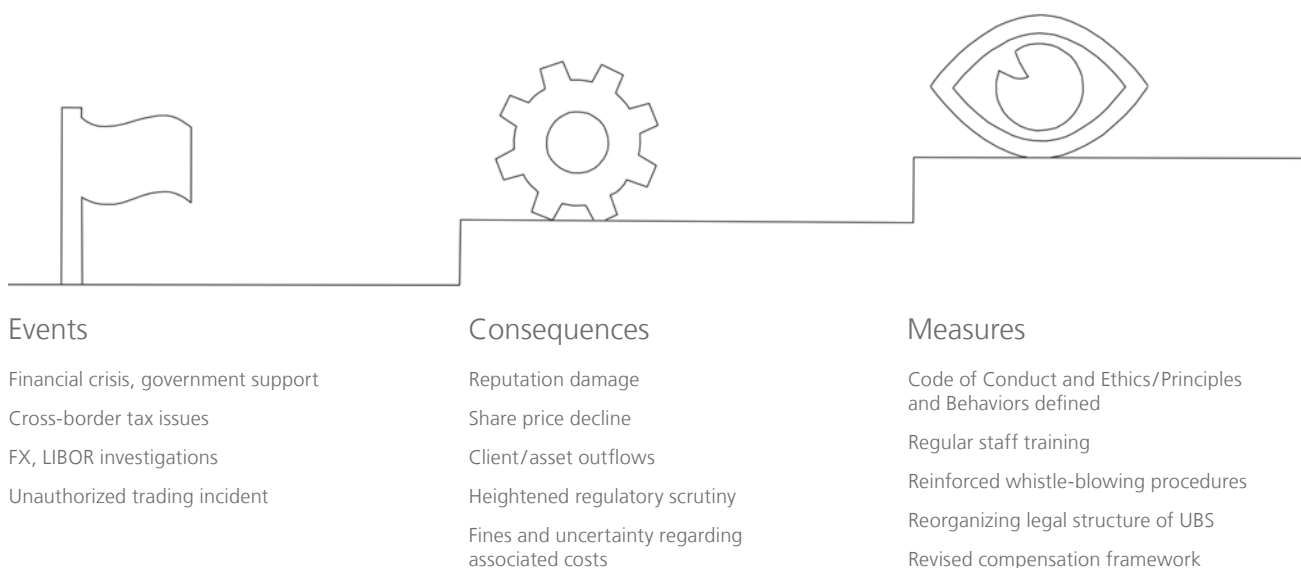 Events
Financial crisis, government support
Cross-border tax issues
FX, LIBOR investigations
Unauthorized trading incident
Consequences
Reputation damage
Share price decline
Client/asset outflows
Heightened regulatory scrutiny
Fines and uncertainty regarding
associated costs
Measures
Code of Conduct and Ethics/Principles
and Behaviors defined
Regular staff training
Reinforced whistle-blowing procedures
Reorganizing legal structure of UBS
Revised compensation framework